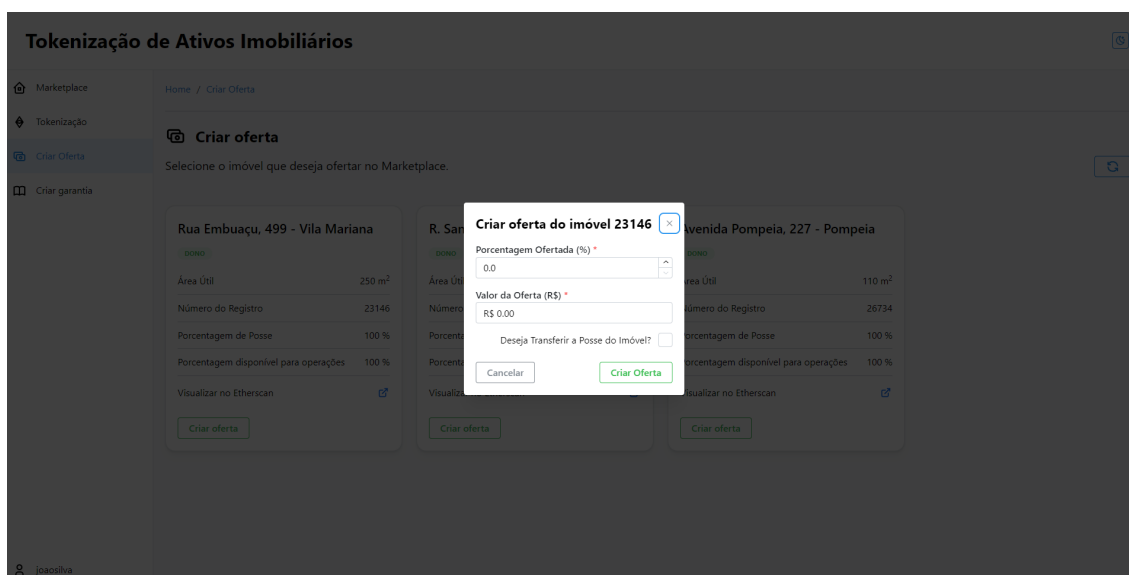 Tokenização de Ativos Imobiliários
Marketplace
Tokenização
Criar Oferta
Criar garantia
joaosilva
Home / Criar Oferta
Criar oferta
Selecione o imóvel que deseja ofertar no Marketplace.
Rua Embuaçu, 499 - Vila Mariana
DONO
Área Útil 250 m²
Número do Registro 23146
Porcentagem de Posse 100 %
Porcentagem disponível para operações 100 %
Visualizar no Etherscan
Criar oferta
R. San
DONO
Área Úti
Número
Porcenta
Porcenta
Visualiza
Criar oferta
Criar oferta do imóvel 23146
Porcentagem Ofertada (%) *
0.0
Valor da Oferta (R$) *
R$ 0.00
Deseja Transferir a Posse do Imóvel?
Cancelar Criar Oferta
Avenida Pompeia, 227 - Pompeia
DONO
Área Útil 110 m²
Número do Registro 26734
Porcentagem de Posse 100 %
Porcentagem disponível para operações 100 %
Visualizar no Etherscan
Criar oferta